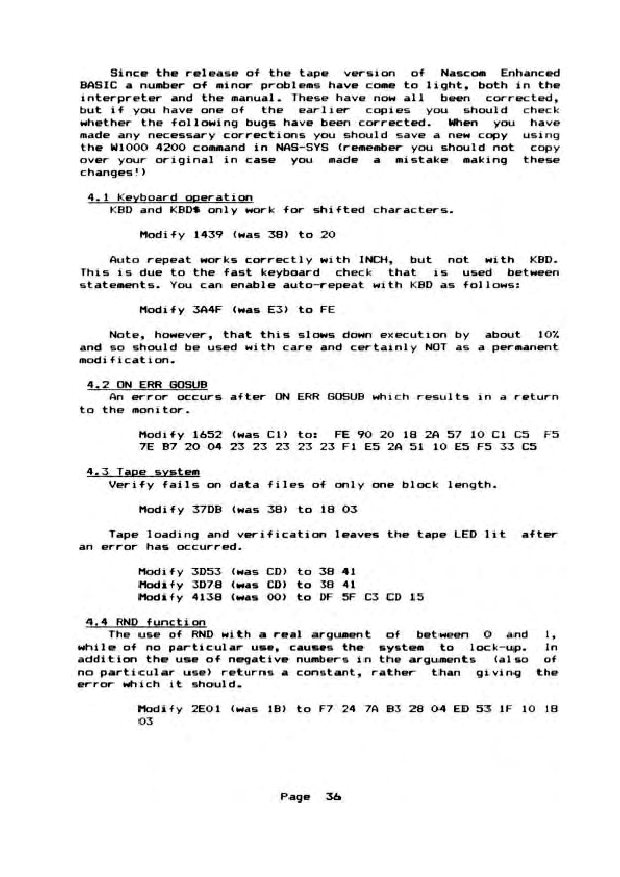 Since the release of the tape version of Nascom Enhanced
BASIC a number of minor problems have come to light, both in the
interpreter and the manual. These have now all been corrected,
but if you have one of the earlier copies you should check
whether the following bugs have been corrected. When you have
made any necessary corrections you should save a new copy using
the W1000 4200 command in NAS-SYS (remember you should not copy
over your original in case you made a mistake making these
changes!)
4.1 Keyboard operation
KBD and KBD$ only work for shifted characters.
Modify 1439 (was 38) to 20
Auto repeat works correctly with INCH, but not with KBD.
This is due to the fast keyboard check that is used between
statements. You can enable auto-repeat with KBD as follows:
Modify 3A4F (was E3) to FE
Note, however, that this slows down execution by about 10%
and so should be used with care and certainly NOT as a permanent
modification.
4.2 ON ERR GOSUB
An error occurs after ON ERR GOSUB which results in a return
to the monitor.
Modify 1652 (was C1) to: FE 90 20 18 2A 57 10 C1 C5 F5
7E B7 20 04 23 23 23 23 23 F1 E5 2A 51 10 E5 F5 33 C5
4.3 Tape system
Verify fails on data files of only one block length.
Modify 37DB (was 38) to 18 03
Tape loading and verification leaves the tape LED lit after
an error has occurred.
Modify 3D53 (was CD) to 38 41
Modify 3D78 (was CD) to 38 41
Modify 4138 (was 00) to DF 5F C3 CD 15
4.4 RND function
The use of RND with a real argument of between 0 and 1,
while of no particular use, causes the system to lock-up. In
addition the use of negative numbers in the arguments (also of
no particular use) returns a constant, rather than giving the
error which it should.
Modify 2E01 (was 1B) to F7 24 7A B3 28 04 ED 53 1F 10 18
03
Page 36